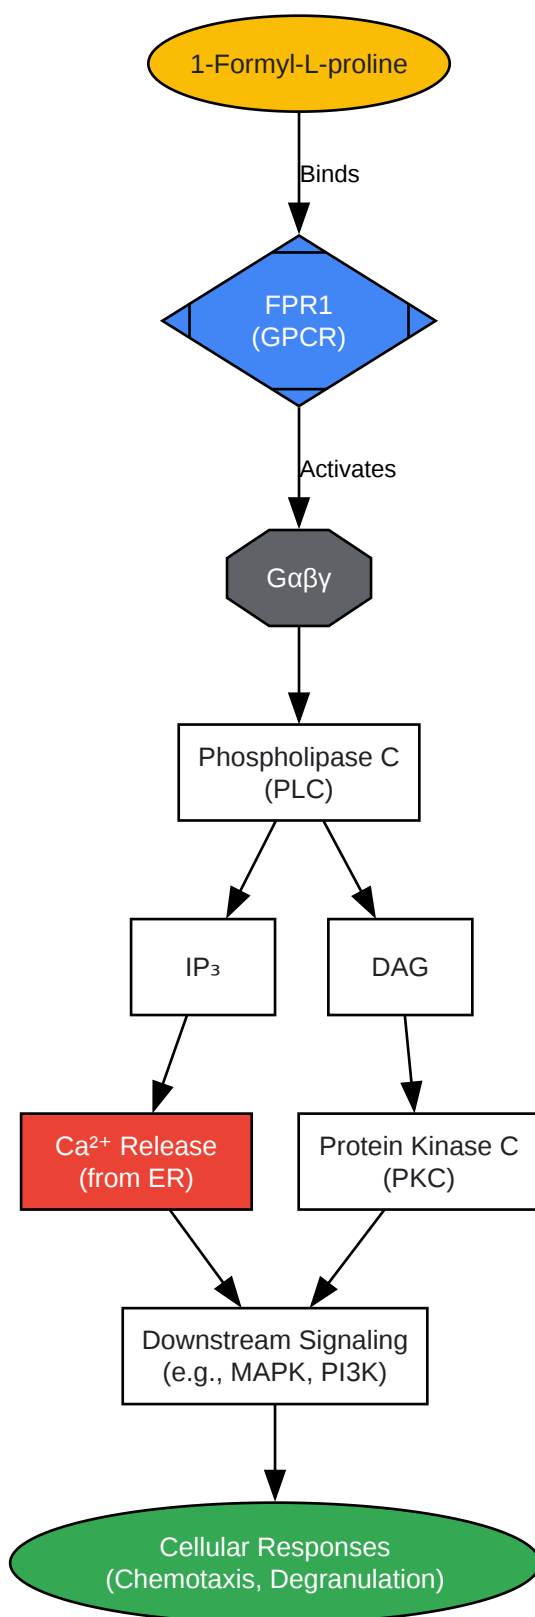 1-Formyl-L-proline
Binds
FPR1
(GPCR)
Activates
Gαβγ
Phospholipase C
(PLC)
IP₃
DAG
Ca²⁺ Release
(from ER)
Protein Kinase C
(PKC)
Downstream Signaling
(e.g., MAPK, PI3K)
Cellular Responses
(Chemotaxis, Degranulation)